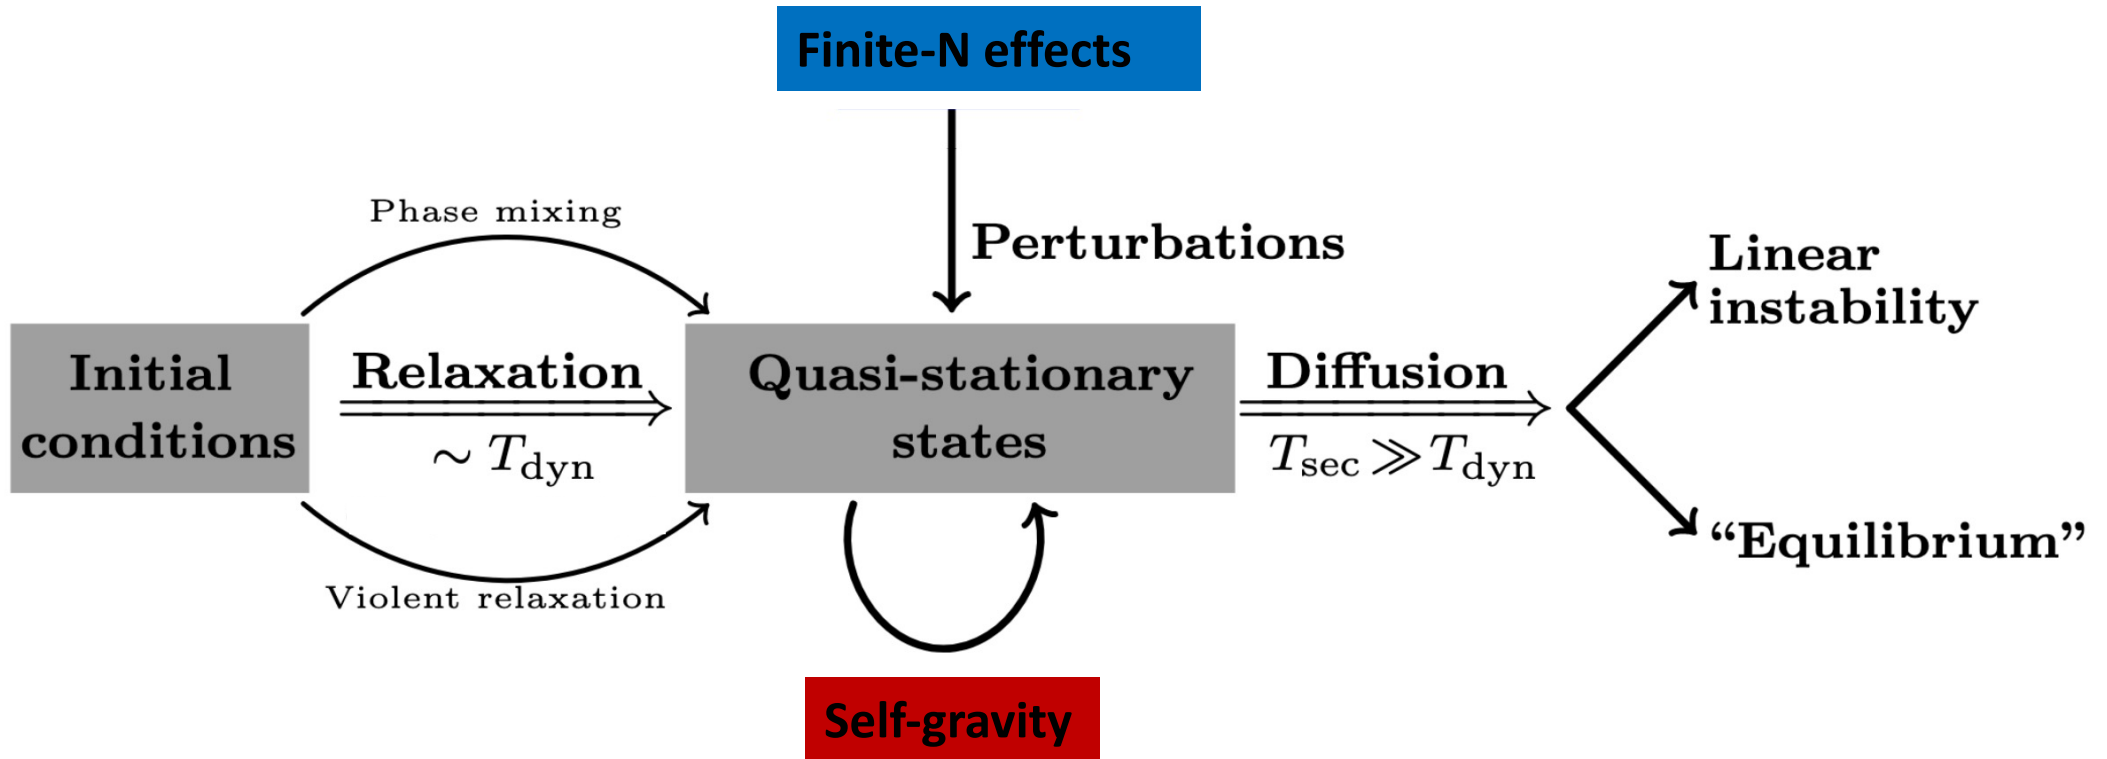 Finite-N effects
Phase mixing
Perturbations
Linear
instability
Initial
conditions
Relaxation
∼ T_dyn
Quasi-stationary
states
Diffusion
T_sec ≫ T_dyn
“Equilibrium”
Violent relaxation
Self-gravity